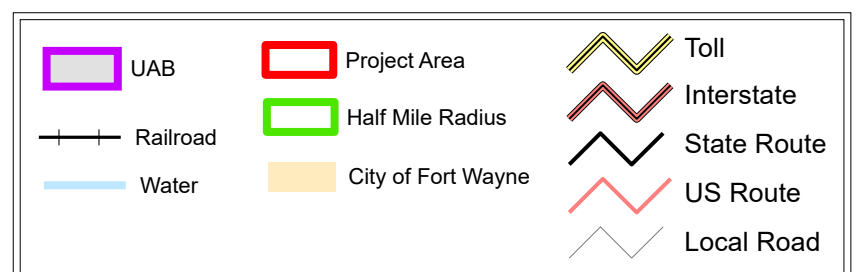 UAB
Railroad
Water
Project Area
Half Mile Radius
City of Fort Wayne
Toll
Interstate
State Route
US Route
Local Road